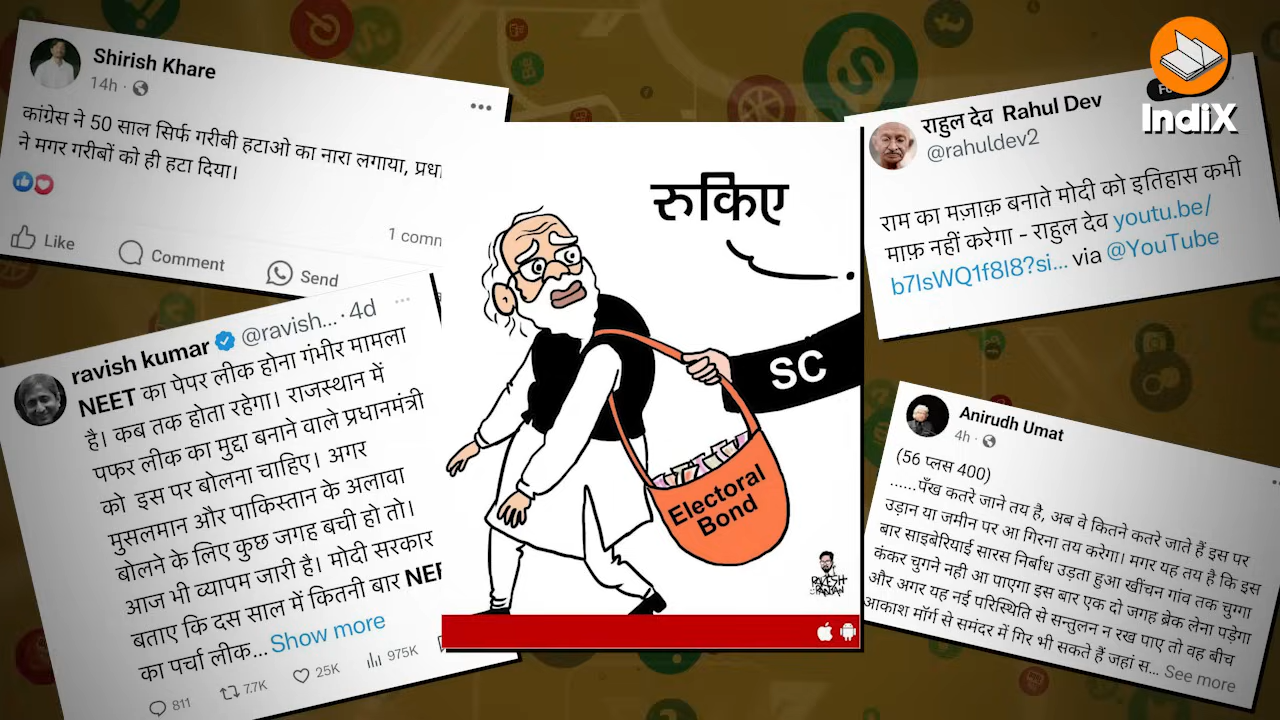 Shirish Khare
14h
कांग्रेस ने 50 साल सिर्फ गरीबी हटाओ का नारा लगाया, प्रधा
ने मगर गरीबों को ही हटा दिया।
1 comm
Like Comment Send
ravish kumar @ravish... · 4d
NEET का पेपर लीक होना गंभीर मामला
है। कब तक होता रहेगा। राजस्थान में
पफर लीक का मुद्दा बनाने वाले प्रधानमंत्री
को इस पर बोलना चाहिए। अगर
मुसलमान और पाकिस्तान के अलावा
बोलने के लिए कुछ जगह बची हो तो।
आज भी व्यापम जारी है। मोदी सरकार
बताए कि दस साल में कितनी बार NEE
का पर्चा लीक... Show more
811 7.7K 25K 975K
रुकिए
SC
Electoral
Bond
RAVISH
RANJAN
IndiX
राहुल देव Rahul Dev
Fo
@rahuldev2
राम का मज़ाक़ बनाते मोदी को इतिहास कभी
माफ़ नहीं करेगा - राहुल देव youtu.be/
b7lsWQ1f8I8?si... via @YouTube
Anirudh Umat
4h
(56 प्लस 400)
......पँख कतरे जाने तय है, अब वे कितने कतरे जाते हैं इस पर
उड़ान या जमीन पर आ गिरना तय करेगा। मगर यह तय है कि इस
बार साइबेरियाई सारस निर्बाध उड़ता हुआ खींचन गांव तक चुग्गा
कंकर चुगने नही आ पाएगा इस बार एक दो जगह ब्रेक लेना पड़ेगा
और अगर यह नई परिस्थिति से सन्तुलन न रख पाए तो वह बीच
आकाश मॉर्ग से समंदर में गिर भी सकते हैं जहां स... See more